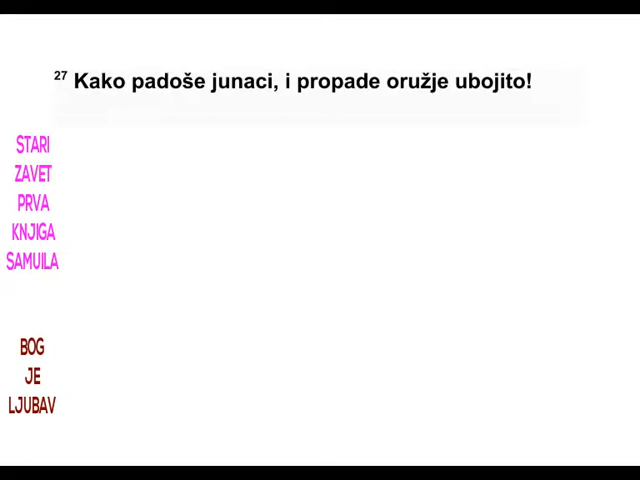 27 Kako padoše junaci, i propade oružje ubojito!
STARI
ZAVET
PRVA
KNJIGA
SAMUILA
BOG
JE
LJUBAV